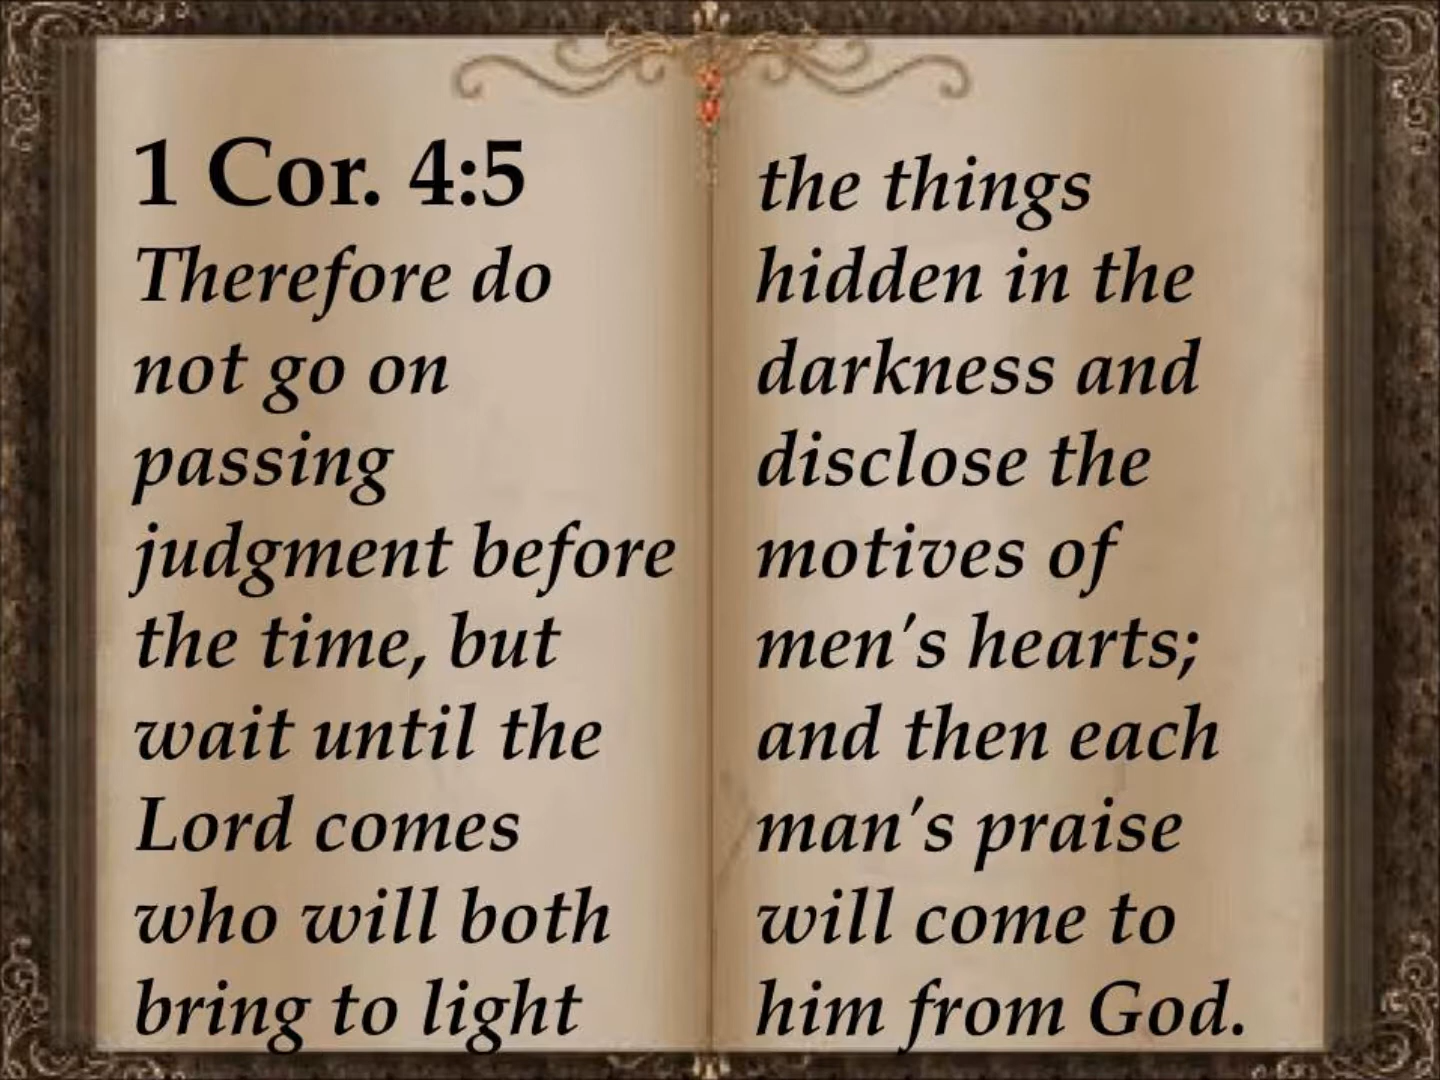 1 Cor. 4:5
Therefore do
not go on
passing
judgment before
the time, but
wait until the
Lord comes
who will both
bring to light
the things
hidden in the
darkness and
disclose the
motives of
men's hearts;
and then each
man's praise
will come to
him from God.